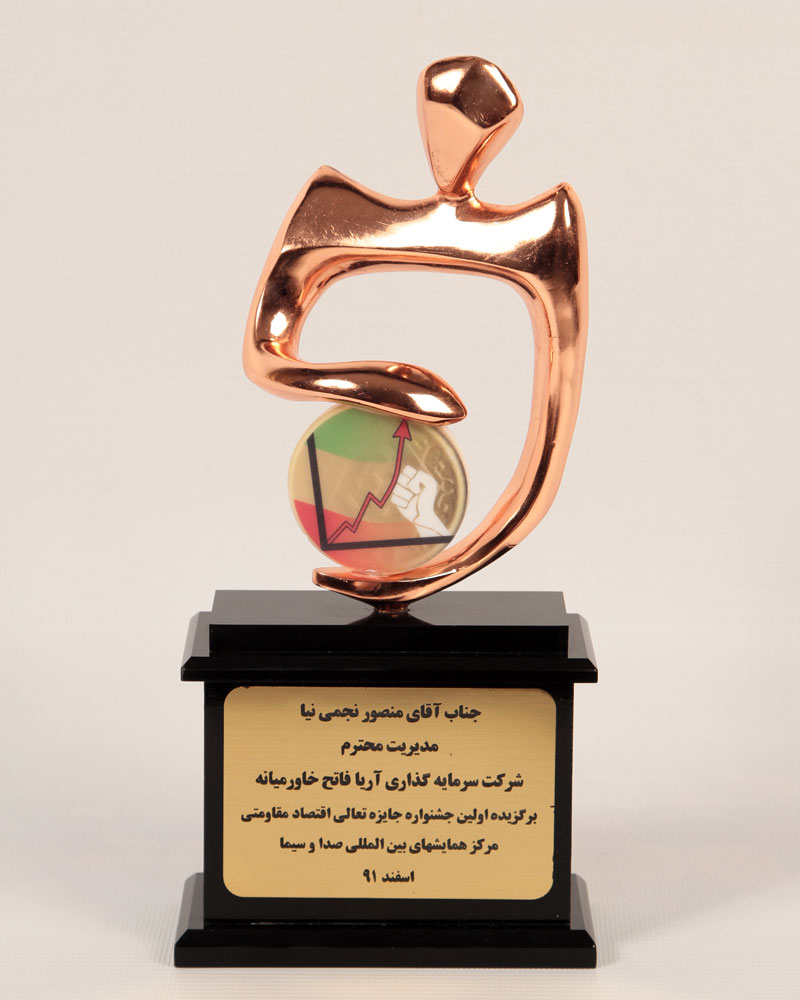 جناب آقای منصور نجمی نیا
مدیریت محترم
شرکت سرمایه گذاری آریا فاتح خاورمیانه
برگزیده اولین جشنواره جایزه تعالی اقتصاد مقاومتی
مرکز همایشهای بین المللی صدا و سیما
اسفند ۹۱